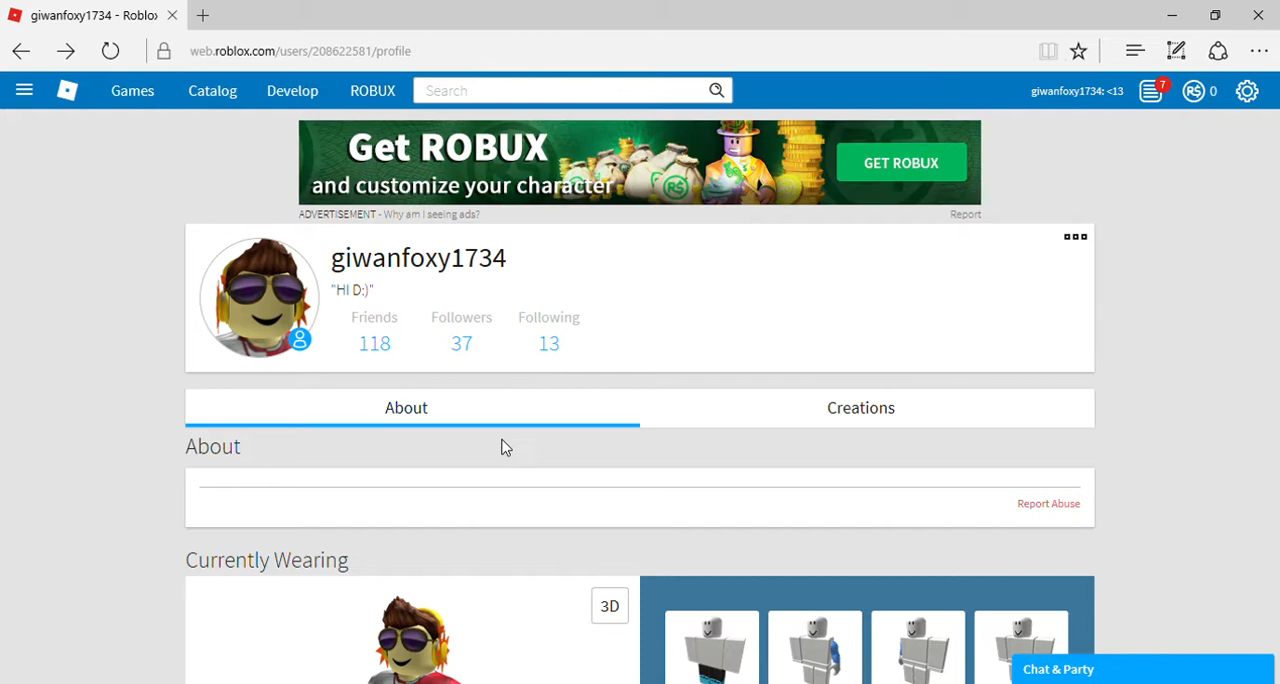 giwanfoxy1734 - Roblox
web.roblox.com/users/208622581/profile
Games Catalog Develop ROBUX Search giwanfoxy1734: <13 7 R$ 0
Get ROBUX
and customize your character
GET ROBUX
ADVERTISEMENT - Why am I seeing ads? Report
giwanfoxy1734
"HI D:)"
Friends Followers Following
118 37 13
About Creations
About
Report Abuse
Currently Wearing
3D
Chat & Party